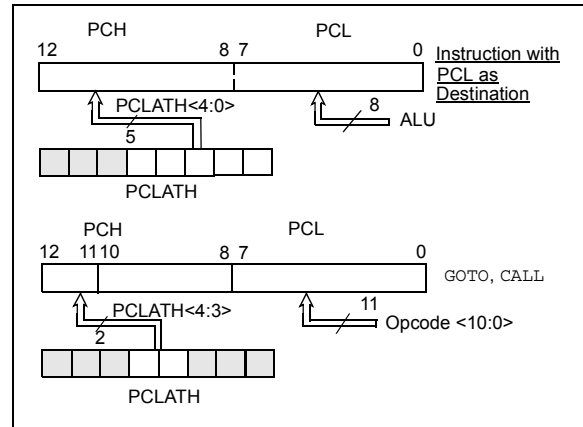 PCH PCL
12 8 7 0
Instruction with
PCL as
Destination
PCLATH<4:0> 8
5 ALU
PCLATH
PCH PCL
12 11 10 8 7 0
GOTO, CALL
PCLATH<4:3> 11
2 Opcode <10:0>
PCLATH